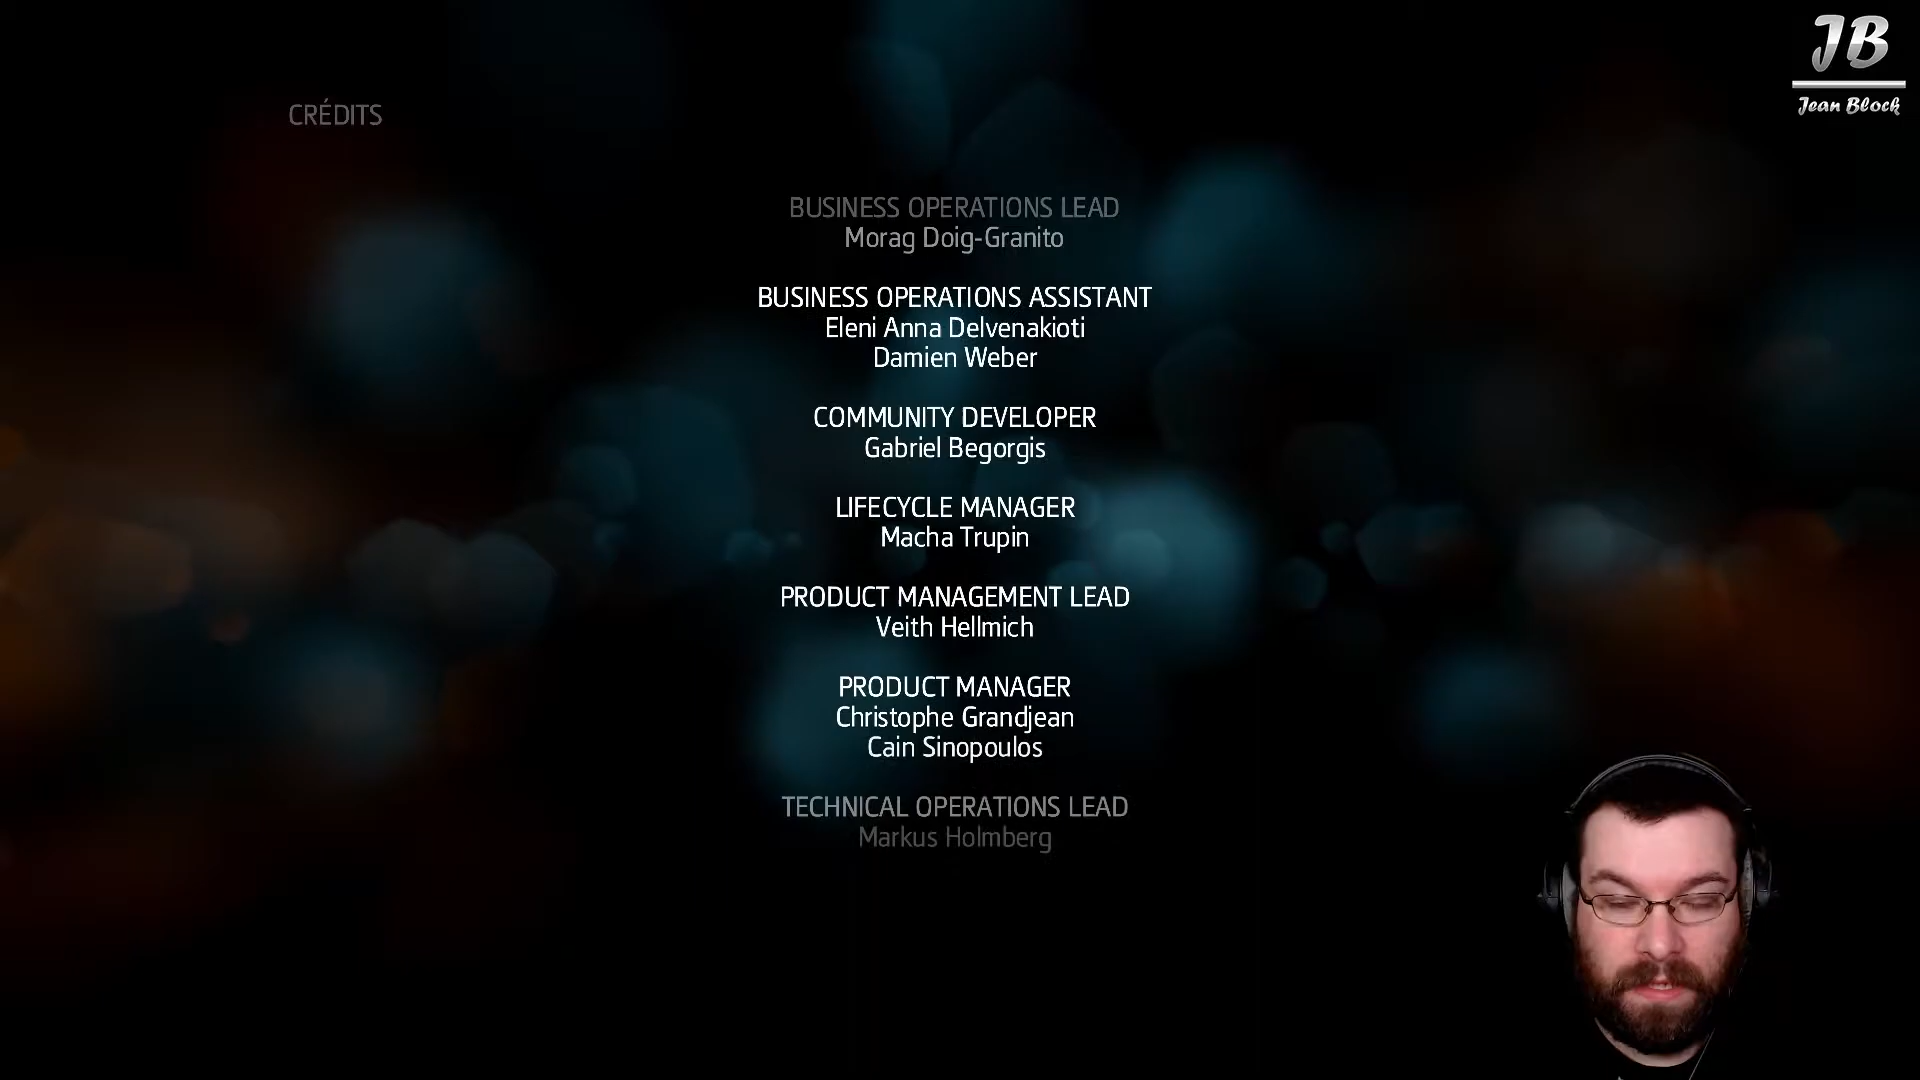 JB
Jean Block
CRÉDITS
BUSINESS OPERATIONS LEAD
Morag Doig-Granito
BUSINESS OPERATIONS ASSISTANT
Eleni Anna Delvenakioti
Damien Weber
COMMUNITY DEVELOPER
Gabriel Begorgis
LIFECYCLE MANAGER
Macha Trupin
PRODUCT MANAGEMENT LEAD
Veith Hellmich
PRODUCT MANAGER
Christophe Grandjean
Cain Sinopoulos
TECHNICAL OPERATIONS LEAD
Markus Holmberg